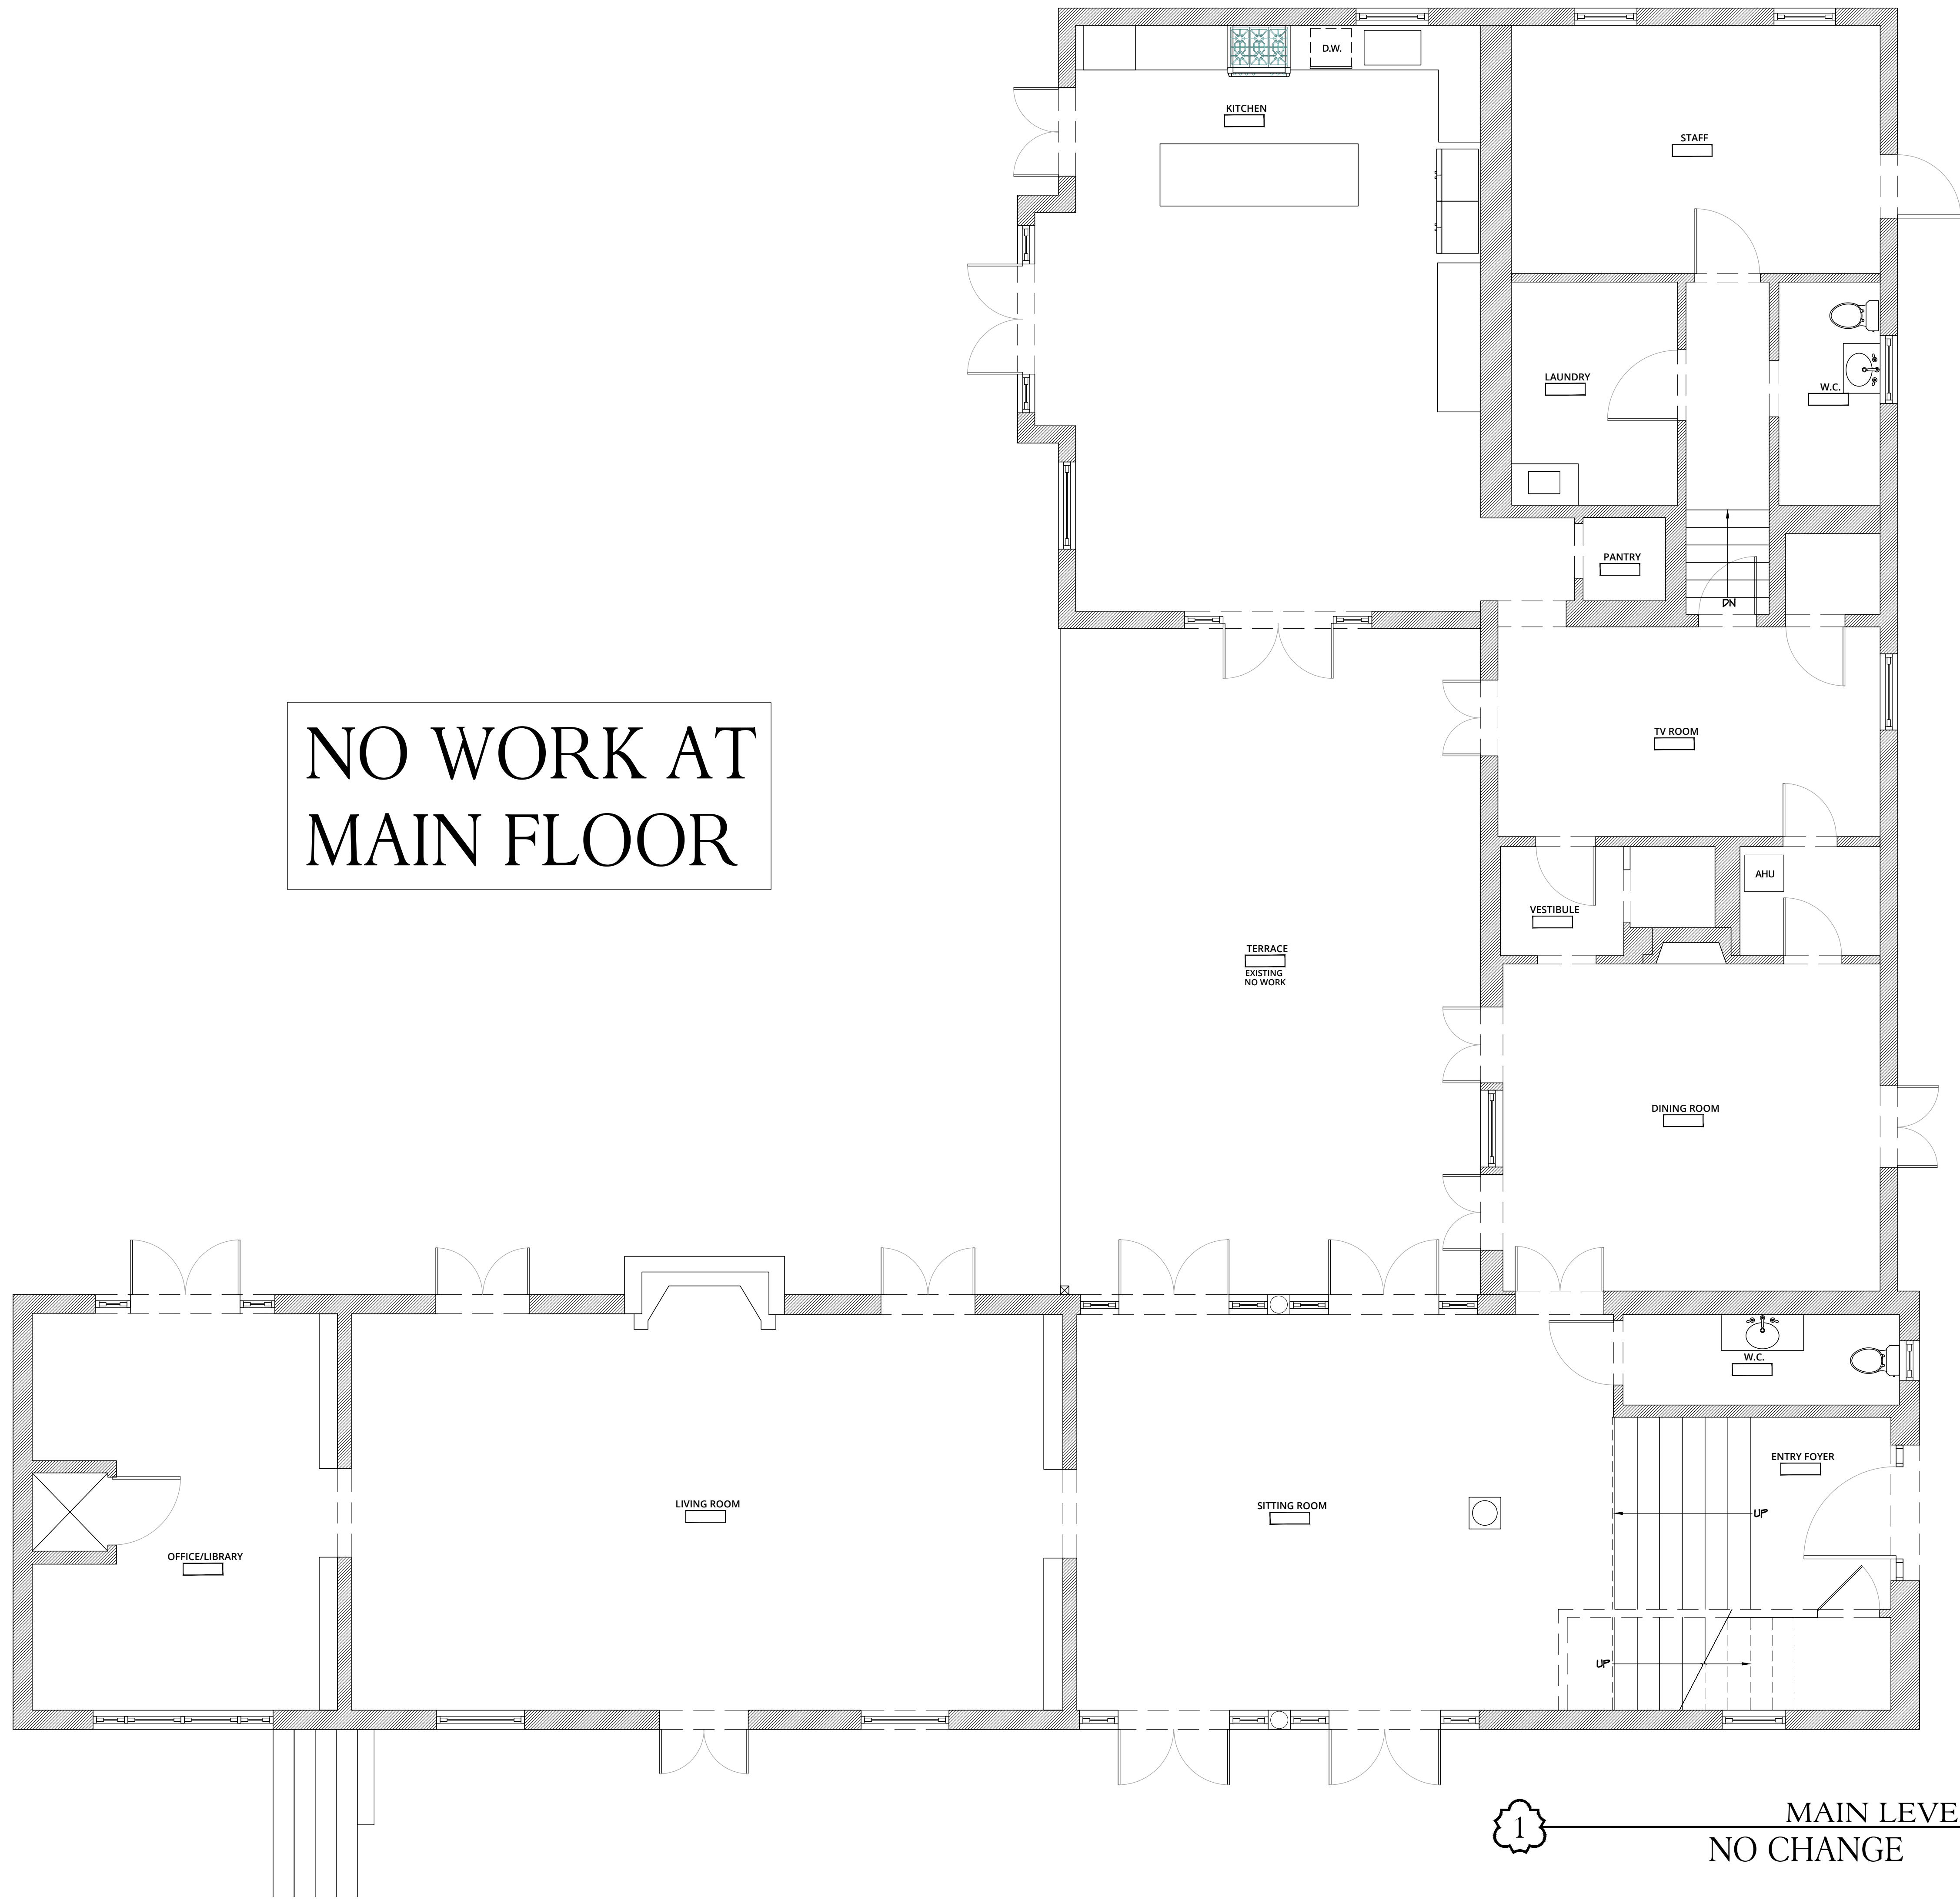 D.W.
KITCHEN
STAFF
LAUNDRY
W.C.
PANTRY
DN
NO WORK AT
MAIN FLOOR
TV ROOM
AHU
VESTIBULE
TERRACE
EXISTING
NO WORK
DINING ROOM
W.C.
ENTRY FOYER
LIVING ROOM
SITTING ROOM
UP
OFFICE/LIBRARY
UP
1
MAIN LEVE
NO CHANGE